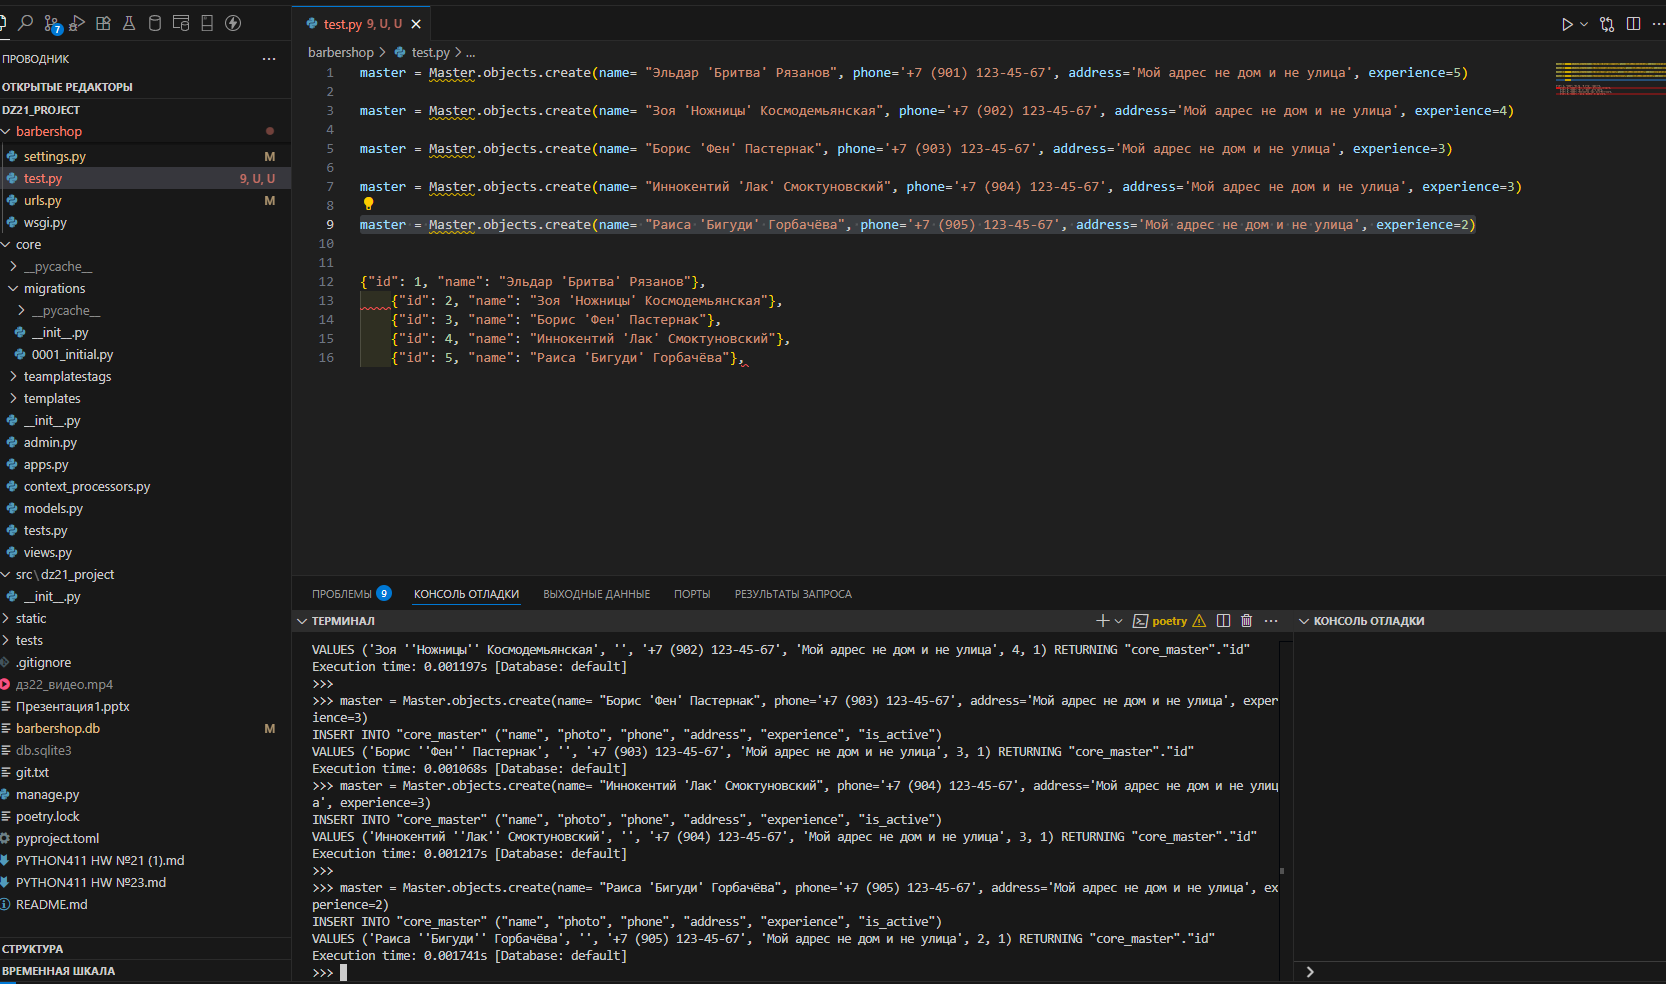 7
test.py 9, U, U
ПРОВОДНИК
barbershop > test.py > ...
ОТКРЫТЫЕ РЕДАКТОРЫ
DZ21_PROJECT
barbershop
settings.py M
test.py 9, U, U
urls.py M
wsgi.py
core
__pycache__
migrations
__pycache__
__init__.py
0001_initial.py
teamplatestags
templates
__init__.py
admin.py
apps.py
context_processors.py
models.py
tests.py
views.py
src\dz21_project
__init__.py
static
tests
.gitignore
дз22_видео.mp4
Презентация1.pptx
barbershop.db M
db.sqlite3
git.txt
manage.py
poetry.lock
pyproject.toml
PYTHON411 HW №21 (1).md
PYTHON411 HW №23.md
README.md
СТРУКТУРА
ВРЕМЕННАЯ ШКАЛА
1 master = Master.objects.create(name= "Эльдар 'Бритва' Рязанов", phone='+7 (901) 123-45-67', address='Мой адрес не дом и не улица', experience=5)
2
3 master = Master.objects.create(name= "Зоя 'Ножницы' Космодемьянская", phone='+7 (902) 123-45-67', address='Мой адрес не дом и не улица', experience=4)
4
5 master = Master.objects.create(name= "Борис 'Фен' Пастернак", phone='+7 (903) 123-45-67', address='Мой адрес не дом и не улица', experience=3)
6
7 master = Master.objects.create(name= "Иннокентий 'Лак' Смоктуновский", phone='+7 (904) 123-45-67', address='Мой адрес не дом и не улица', experience=3)
8
9 master = Master.objects.create(name= "Раиса 'Бигуди' Горбачёва", phone='+7 (905) 123-45-67', address='Мой адрес не дом и не улица', experience=2)
10
11
12 {"id": 1, "name": "Эльдар 'Бритва' Рязанов"},
13 {"id": 2, "name": "Зоя 'Ножницы' Космодемьянская"},
14 {"id": 3, "name": "Борис 'Фен' Пастернак"},
15 {"id": 4, "name": "Иннокентий 'Лак' Смоктуновский"},
16 {"id": 5, "name": "Раиса 'Бигуди' Горбачёва"},
ПРОБЛЕМЫ 9 КОНСОЛЬ ОТЛАДКИ ВЫХОДНЫЕ ДАННЫЕ ПОРТЫ РЕЗУЛЬТАТЫ ЗАПРОСА
ТЕРМИНАЛ poetry КОНСОЛЬ ОТЛАДКИ
VALUES ('Зоя ''Ножницы'' Космодемьянская', '', '+7 (902) 123-45-67', 'Мой адрес не дом и не улица', 4, 1) RETURNING "core_master"."id"
Execution time: 0.001197s [Database: default]
>>>
>>> master = Master.objects.create(name= "Борис 'Фен' Пастернак", phone='+7 (903) 123-45-67', address='Мой адрес не дом и не улица', exper
ience=3)
INSERT INTO "core_master" ("name", "photo", "phone", "address", "experience", "is_active")
VALUES ('Борис ''Фен'' Пастернак', '', '+7 (903) 123-45-67', 'Мой адрес не дом и не улица', 3, 1) RETURNING "core_master"."id"
Execution time: 0.001068s [Database: default]
>>> master = Master.objects.create(name= "Иннокентий 'Лак' Смоктуновский", phone='+7 (904) 123-45-67', address='Мой адрес не дом и не улиц
а', experience=3)
INSERT INTO "core_master" ("name", "photo", "phone", "address", "experience", "is_active")
VALUES ('Иннокентий ''Лак'' Смоктуновский', '', '+7 (904) 123-45-67', 'Мой адрес не дом и не улица', 3, 1) RETURNING "core_master"."id"
Execution time: 0.001217s [Database: default]
>>>
>>> master = Master.objects.create(name= "Раиса 'Бигуди' Горбачёва", phone='+7 (905) 123-45-67', address='Мой адрес не дом и не улица', ex
perience=2)
INSERT INTO "core_master" ("name", "photo", "phone", "address", "experience", "is_active")
VALUES ('Раиса ''Бигуди'' Горбачёва', '', '+7 (905) 123-45-67', 'Мой адрес не дом и не улица', 2, 1) RETURNING "core_master"."id"
Execution time: 0.001741s [Database: default]
>>>